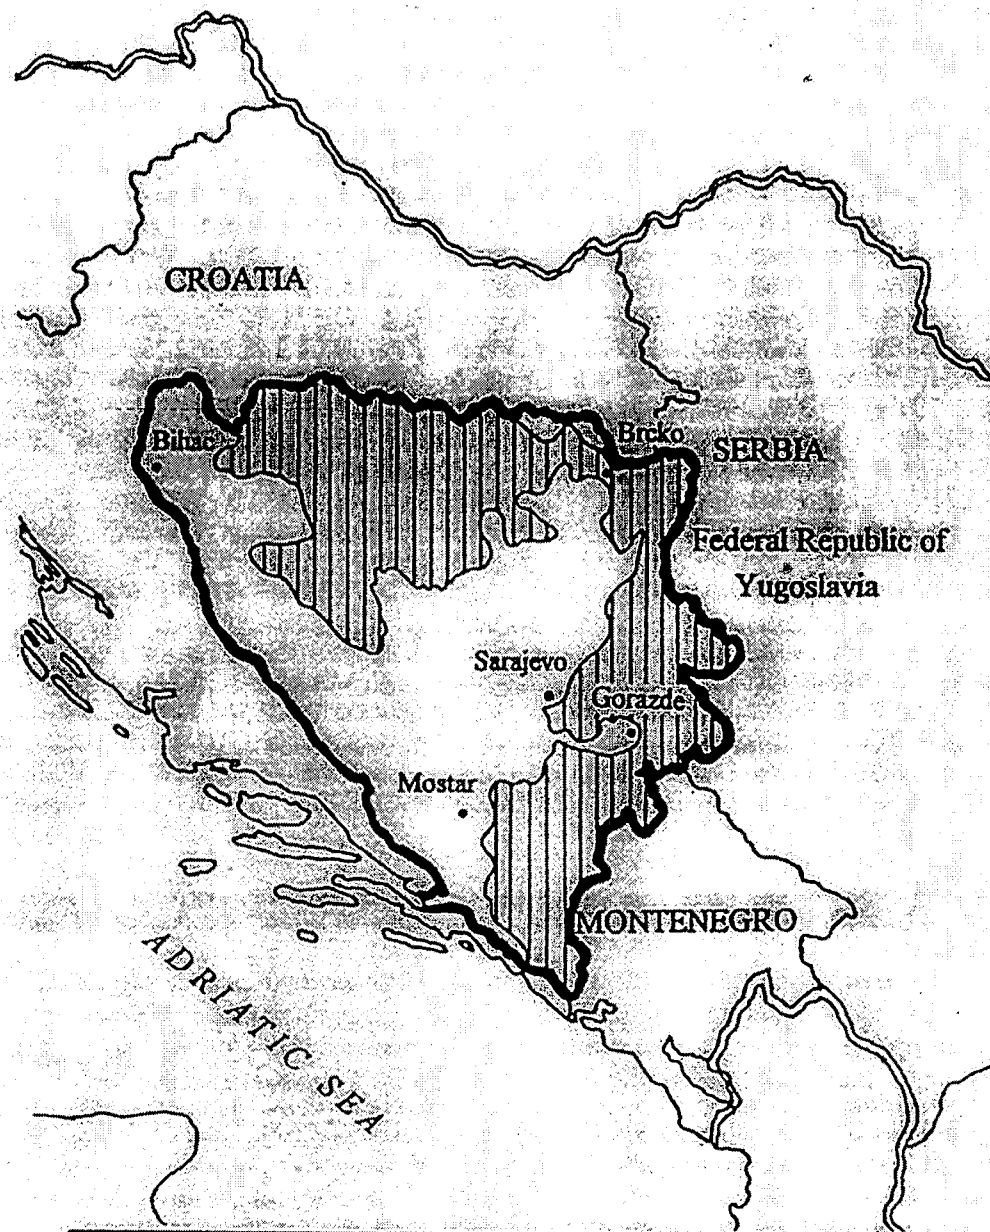 CROATIA
Bihac
Brcko
SERBIA
Federal Republic of
Yugoslavia
Sarajevo
Gorazde
Mostar
MONTENEGRO
ADRIATIC SEA